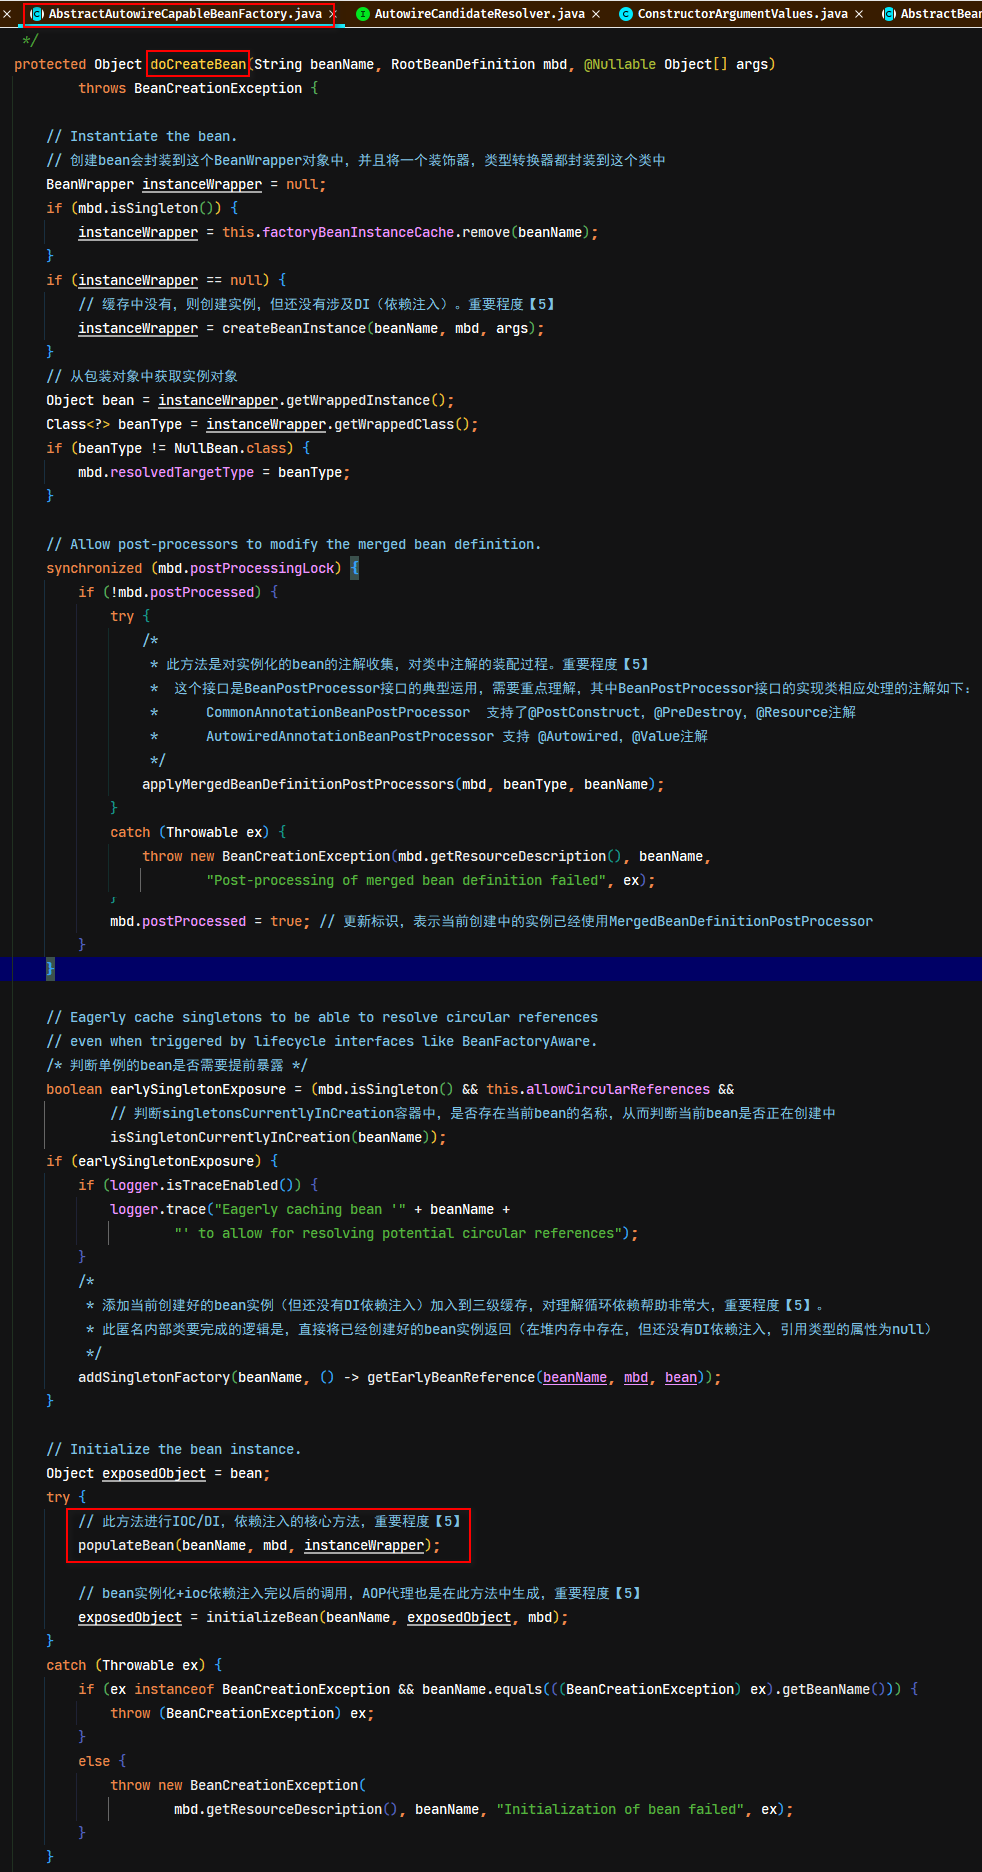 AbstractAutowireCapableBeanFactory.java AutowireCandidateResolver.java ConstructorArgumentValues.java AbstractBean
*/
protected Object doCreateBean(String beanName, RootBeanDefinition mbd, @Nullable Object[] args)
throws BeanCreationException {
// Instantiate the bean.
// 创建bean会封装到这个BeanWrapper对象中，并且将一个装饰器，类型转换器都封装到这个类中
BeanWrapper instanceWrapper = null;
if (mbd.isSingleton()) {
instanceWrapper = this.factoryBeanInstanceCache.remove(beanName);
}
if (instanceWrapper == null) {
// 缓存中没有，则创建实例，但还没有涉及DI（依赖注入）。重要程度【5】
instanceWrapper = createBeanInstance(beanName, mbd, args);
}
// 从包装对象中获取实例对象
Object bean = instanceWrapper.getWrappedInstance();
Class<?> beanType = instanceWrapper.getWrappedClass();
if (beanType != NullBean.class) {
mbd.resolvedTargetType = beanType;
}
// Allow post-processors to modify the merged bean definition.
synchronized (mbd.postProcessingLock) {
if (!mbd.postProcessed) {
try {
/*
* 此方法是对实例化的bean的注解收集，对类中注解的装配过程。重要程度【5】
* 这个接口是BeanPostProcessor接口的典型运用，需要重点理解，其中BeanPostProcessor接口的实现类相应处理的注解如下：
* CommonAnnotationBeanPostProcessor 支持了@PostConstruct，@PreDestroy，@Resource注解
* AutowiredAnnotationBeanPostProcessor 支持 @Autowired，@Value注解
*/
applyMergedBeanDefinitionPostProcessors(mbd, beanType, beanName);
}
catch (Throwable ex) {
throw new BeanCreationException(mbd.getResourceDescription(), beanName,
"Post-processing of merged bean definition failed", ex);
}
mbd.postProcessed = true; // 更新标识，表示当前创建中的实例已经使用MergedBeanDefinitionPostProcessor
}
}
// Eagerly cache singletons to be able to resolve circular references
// even when triggered by lifecycle interfaces like BeanFactoryAware.
/* 判断单例的bean是否需要提前暴露 */
boolean earlySingletonExposure = (mbd.isSingleton() && this.allowCircularReferences &&
// 判断singletonsCurrentlyInCreation容器中，是否存在当前bean的名称，从而判断当前bean是否正在创建中
isSingletonCurrentlyInCreation(beanName));
if (earlySingletonExposure) {
if (logger.isTraceEnabled()) {
logger.trace("Eagerly caching bean '" + beanName +
"' to allow for resolving potential circular references");
}
/*
* 添加当前创建好的bean实例（但还没有DI依赖注入）加入到三级缓存，对理解循环依赖帮助非常大，重要程度【5】。
* 此匿名内部类要完成的逻辑是，直接将已经创建好的bean实例返回（在堆内存中存在，但还没有DI依赖注入，引用类型的属性为null）
*/
addSingletonFactory(beanName, () -> getEarlyBeanReference(beanName, mbd, bean));
}
// Initialize the bean instance.
Object exposedObject = bean;
try {
// 此方法进行IOC/DI，依赖注入的核心方法，重要程度【5】
populateBean(beanName, mbd, instanceWrapper);
// bean实例化+ioc依赖注入完以后的调用，AOP代理也是在此方法中生成，重要程度【5】
exposedObject = initializeBean(beanName, exposedObject, mbd);
}
catch (Throwable ex) {
if (ex instanceof BeanCreationException && beanName.equals(((BeanCreationException) ex).getBeanName())) {
throw (BeanCreationException) ex;
}
else {
throw new BeanCreationException(
mbd.getResourceDescription(), beanName, "Initialization of bean failed", ex);
}
}